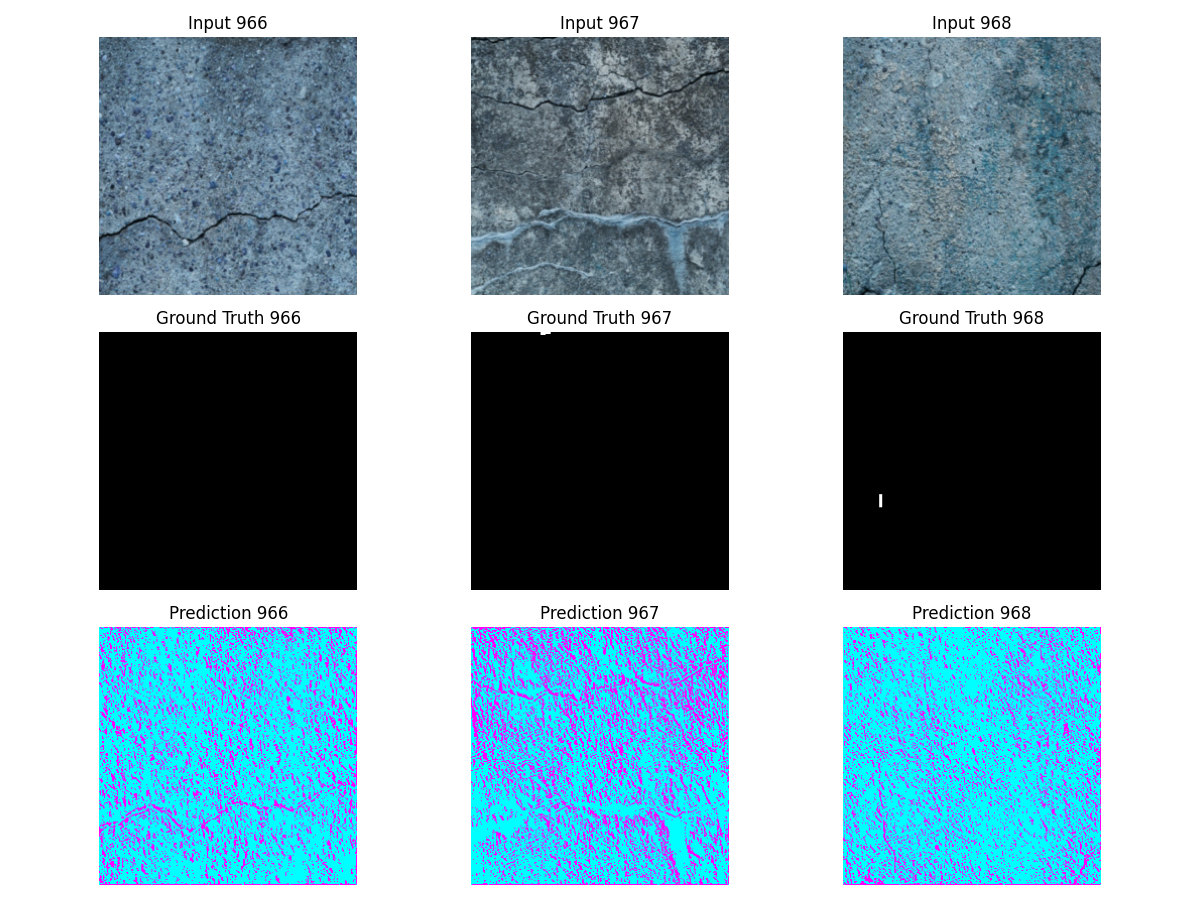 Input 966
Input 967
Input 968
Ground Truth 966
Ground Truth 967
Ground Truth 968
Prediction 966
Prediction 967
Prediction 968